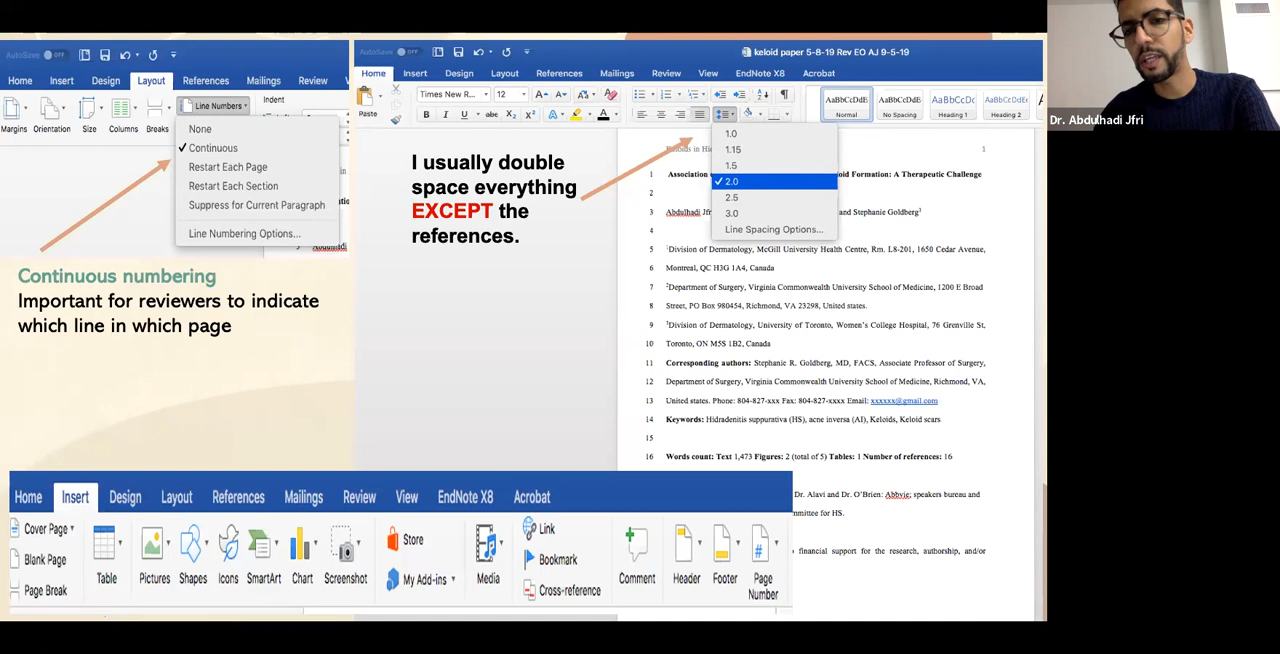 AutoSave OFF
Home Insert Design Layout References Mailings Review
Margins Orientation Size Columns Breaks
Line Numbers
Indent
None
✓ Continuous
Restart Each Page
Restart Each Section
Suppress for Current Paragraph
Line Numbering Options...
Continuous numbering
Important for reviewers to indicate
which line in which page
AutoSave OFF
keloid paper 5-8-19 Rev EO AJ 9-5-19
Home Insert Design Layout References Mailings Review View EndNote X8 Acrobat
Paste
Times New R... 12
B I U abc X₂ X²
AaBbCcDdE AaBbCcDdE AaBbCcDc AaBbCcDdE
Normal No Spacing Heading 1 Heading 2
1.0
1.15
1.5
✓ 2.0
2.5
3.0
Line Spacing Options...
I usually double
space everything
EXCEPT the
references.
1
1 Association Formation: A Therapeutic Challenge
2
3 Abdulhadi Jfr and Stephanie Goldberg³
4
5 ¹Division of Dermatology, McGill University Health Centre, Rm. L8-201, 1650 Cedar Avenue,
6 Montreal, QC H3G 1A4, Canada
7 ²Department of Surgery, Virginia Commonwealth University School of Medicine, 1200 E Broad
8 Street, PO Box 980454, Richmond, VA 23298, United states.
9 ³Division of Dermatology, University of Toronto, Women's College Hospital, 76 Grenville St,
10 Toronto, ON M5S 1B2, Canada
11 Corresponding authors: Stephanie R. Goldberg, MD, FACS, Associate Professor of Surgery,
12 Department of Surgery, Virginia Commonwealth University School of Medicine, Richmond, VA,
13 United states. Phone: 804-827-xxx Fax: 804-827-xxxx Email: xxxxxx@gmail.com
14 Keywords: Hidradenitis suppurativa (HS), acne inversa (AI), Keloids, Keloid scars
15
16 Words count: Text 1,473 Figures: 2 (total of 5) Tables: 1 Number of references: 16
Dr. Alavi and Dr. O'Brien: Abbvie; speakers bureau and
mmittee for HS.
financial support for the research, authorship, and/or
Home Insert Design Layout References Mailings Review View EndNote X8 Acrobat
Cover Page
Blank Page
Page Break
Table Pictures Shapes Icons SmartArt Chart Screenshot
Store
My Add-ins
Media
Link
Bookmark
Cross-reference
Comment Header Footer Page Number
Dr. Abdulhadi Jfri